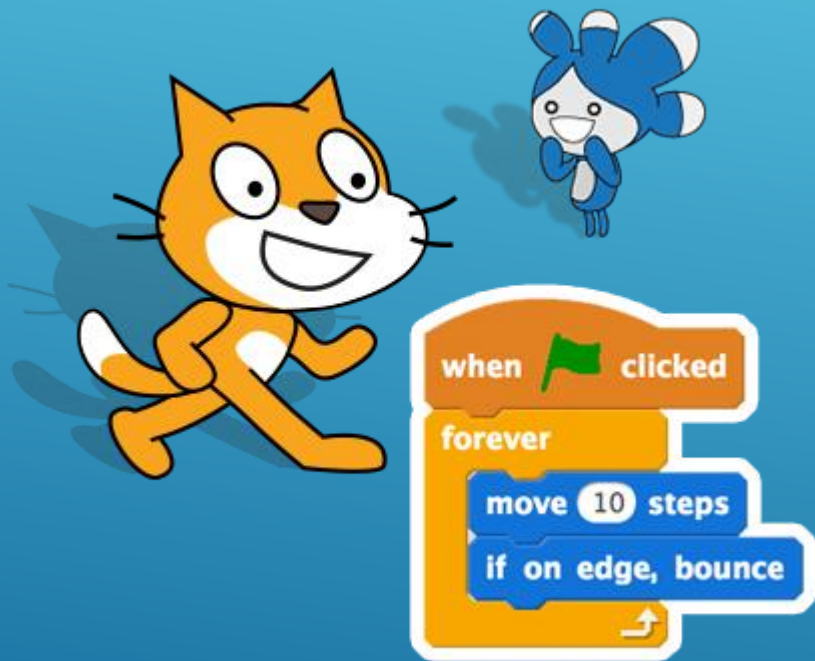 when clicked
forever
move 10 steps
if on edge, bounce